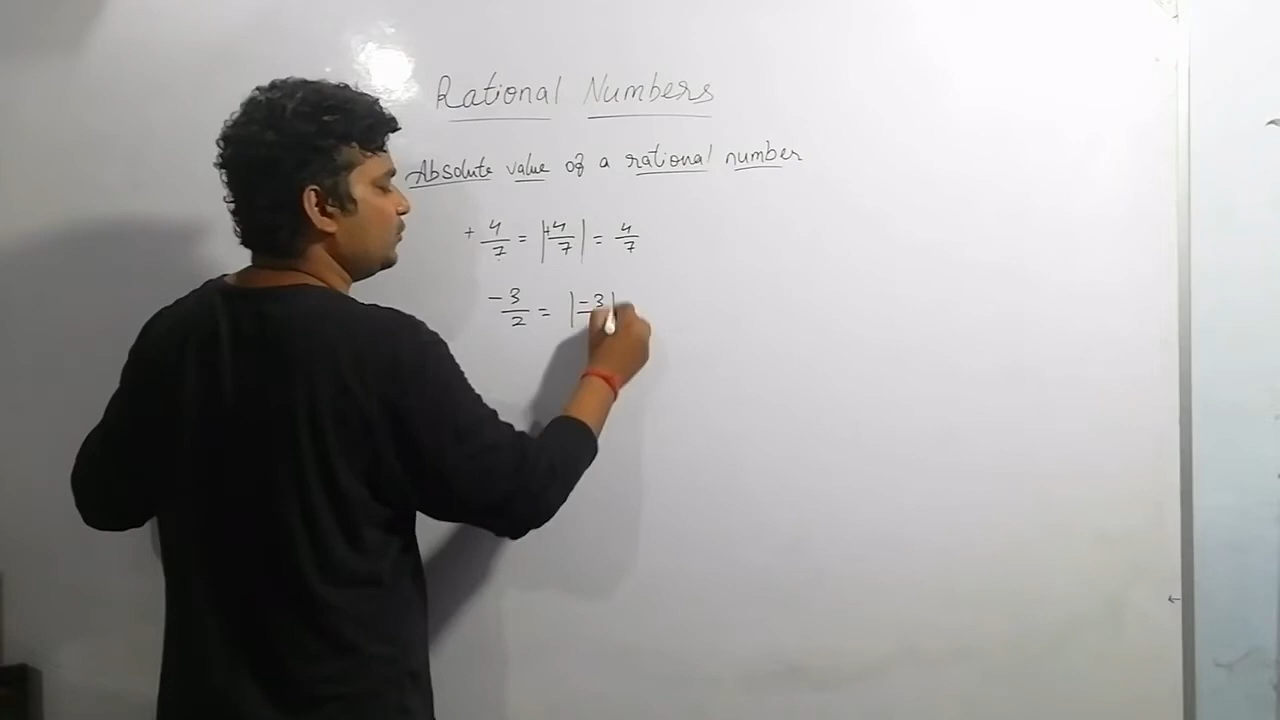 Rational Numbers
Absolute value of a rational number
+ 4/7 = |+4/7| = 4/7
-3/2 = |-3